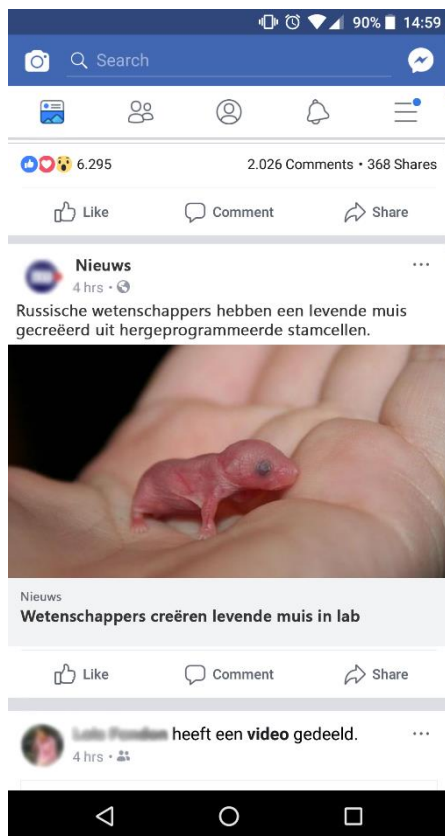 90% 14:59
Search
6.295 2.026 Comments • 368 Shares
Like Comment Share
Nieuws
4 hrs •
Russische wetenschappers hebben een levende muis
gecreëerd uit hergeprogrammeerde stamcellen.
Nieuws
Wetenschappers creëren levende muis in lab
Like Comment Share
heeft een video gedeeld.
4 hrs •